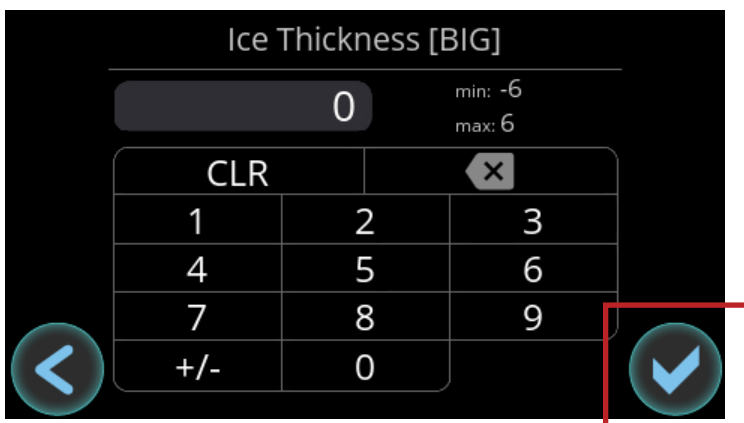 Ice Thickness [BIG]
0
min: -6
max: 6
CLR
1 2 3
4 5 6
7 8 9
+/- 0